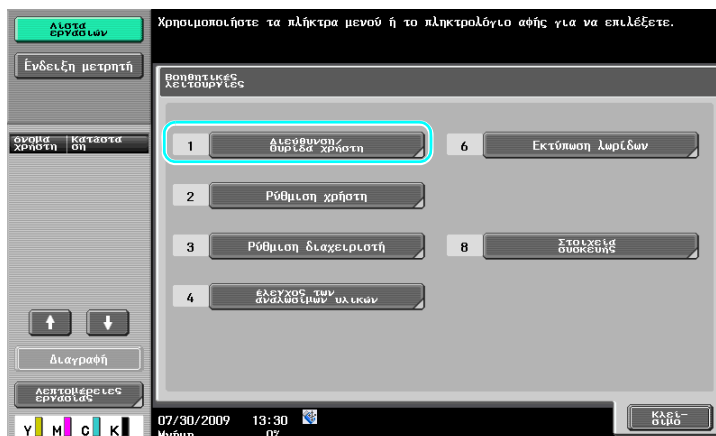 Λίστα
εργασιών
Χρησιμοποιήστε τα πλήκτρα μενού ή το πληκτρολόγιο αφής για να επιλέξετε.
Ένδειξη μετρητή
Βοηθητικές
λειτουργίες
όνομα
χρήστη
Κατάστα
ση
1
Διεύθυνση/
θυρίδα χρήστη
6
Εκτύπωση λωρίδων
2
Ρύθμιση χρήστη
3
Ρύθμιση διαχειριστή
8
Στοιχεία
συσκευής
4
έλεγχος των
αναλωσίμων υλικών
Διαγραφή
Λεπτομέρειες
εργασίας
Κλεί-
σιμο
07/30/2009 13:30
Y M C K
Μνήμη 0%